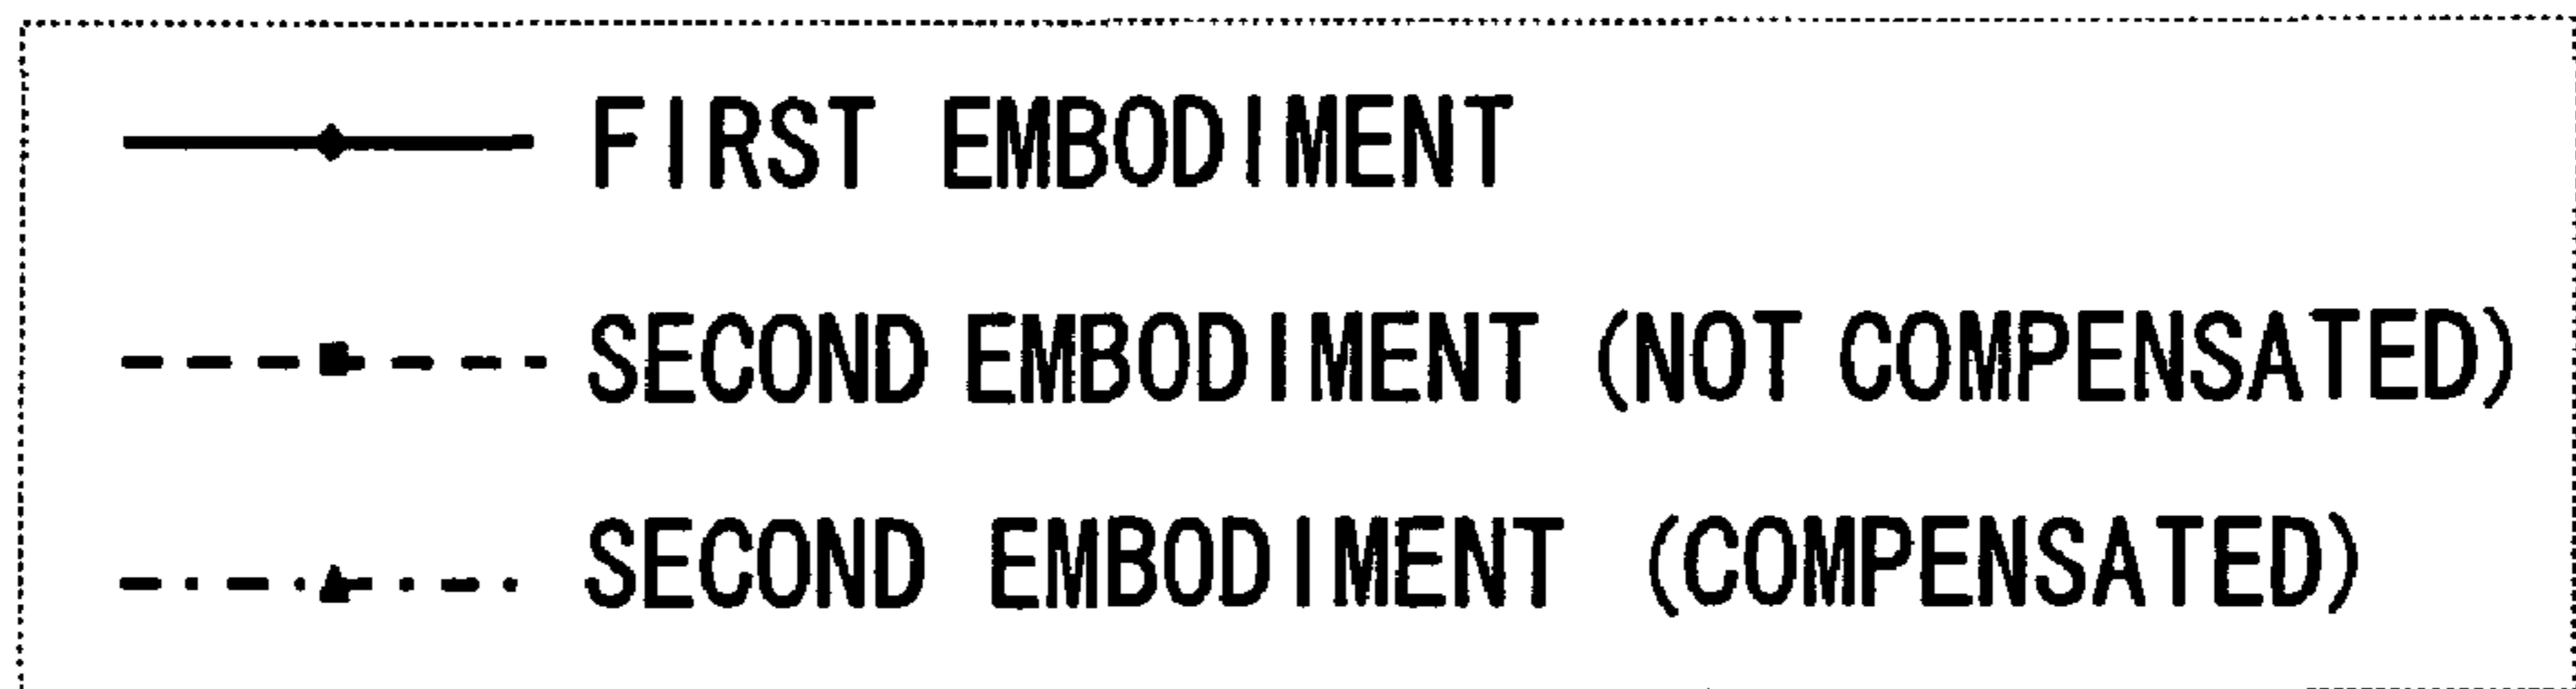 FIRST EMBODIMENT
SECOND EMBODIMENT (NOT COMPENSATED)
SECOND EMBODIMENT (COMPENSATED)